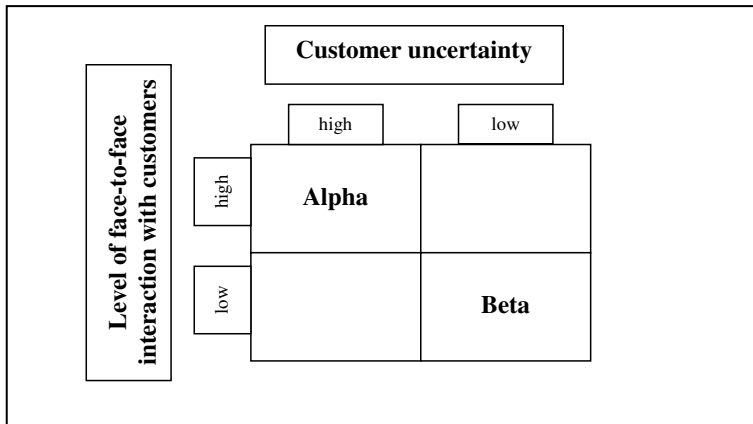 Customer uncertainty
high
low
Level of face-to-face
interaction with customers
high
Alpha
low
Beta